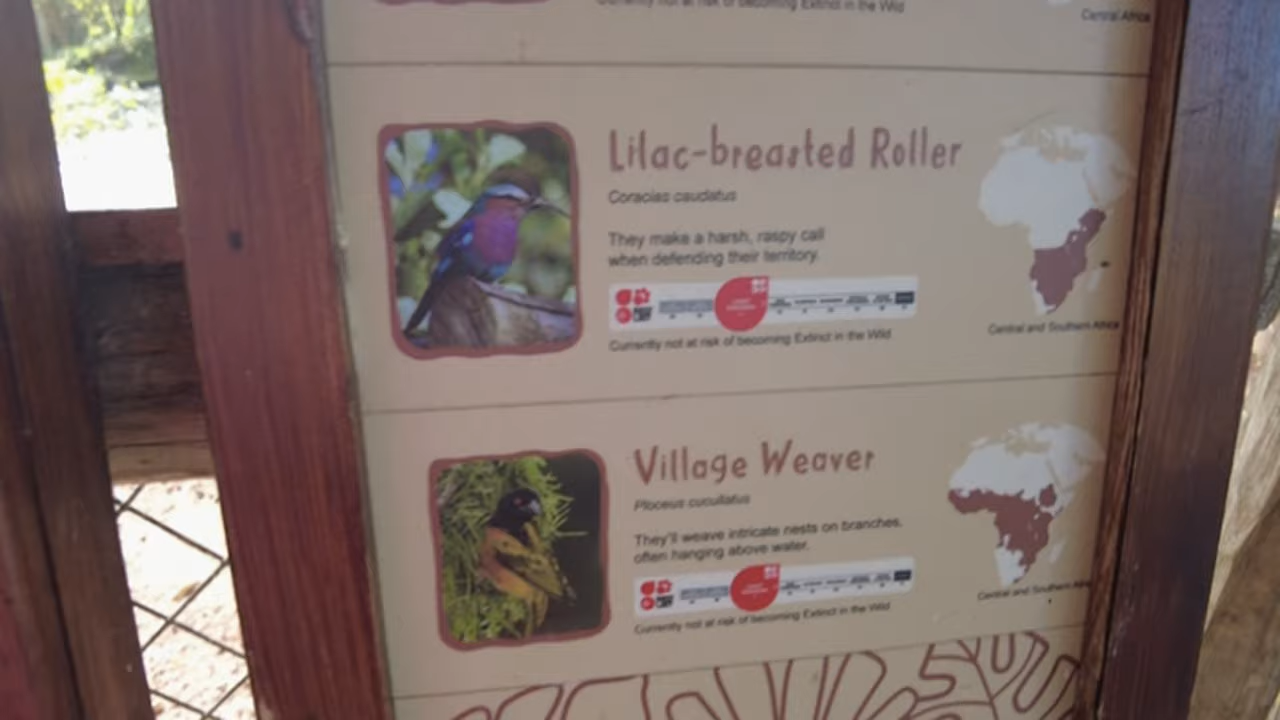 Currently not at risk of becoming Extinct in the Wild
Central Africa
Lilac-breasted Roller
Coracias caudatus
They make a harsh, raspy call
when defending their territory.
Currently not at risk of becoming Extinct in the Wild
Central and Southern Africa
Village Weaver
Ploceus cucullatus
They'll weave intricate nests on branches,
often hanging above water.
Currently not at risk of becoming Extinct in the Wild
Central and Southern